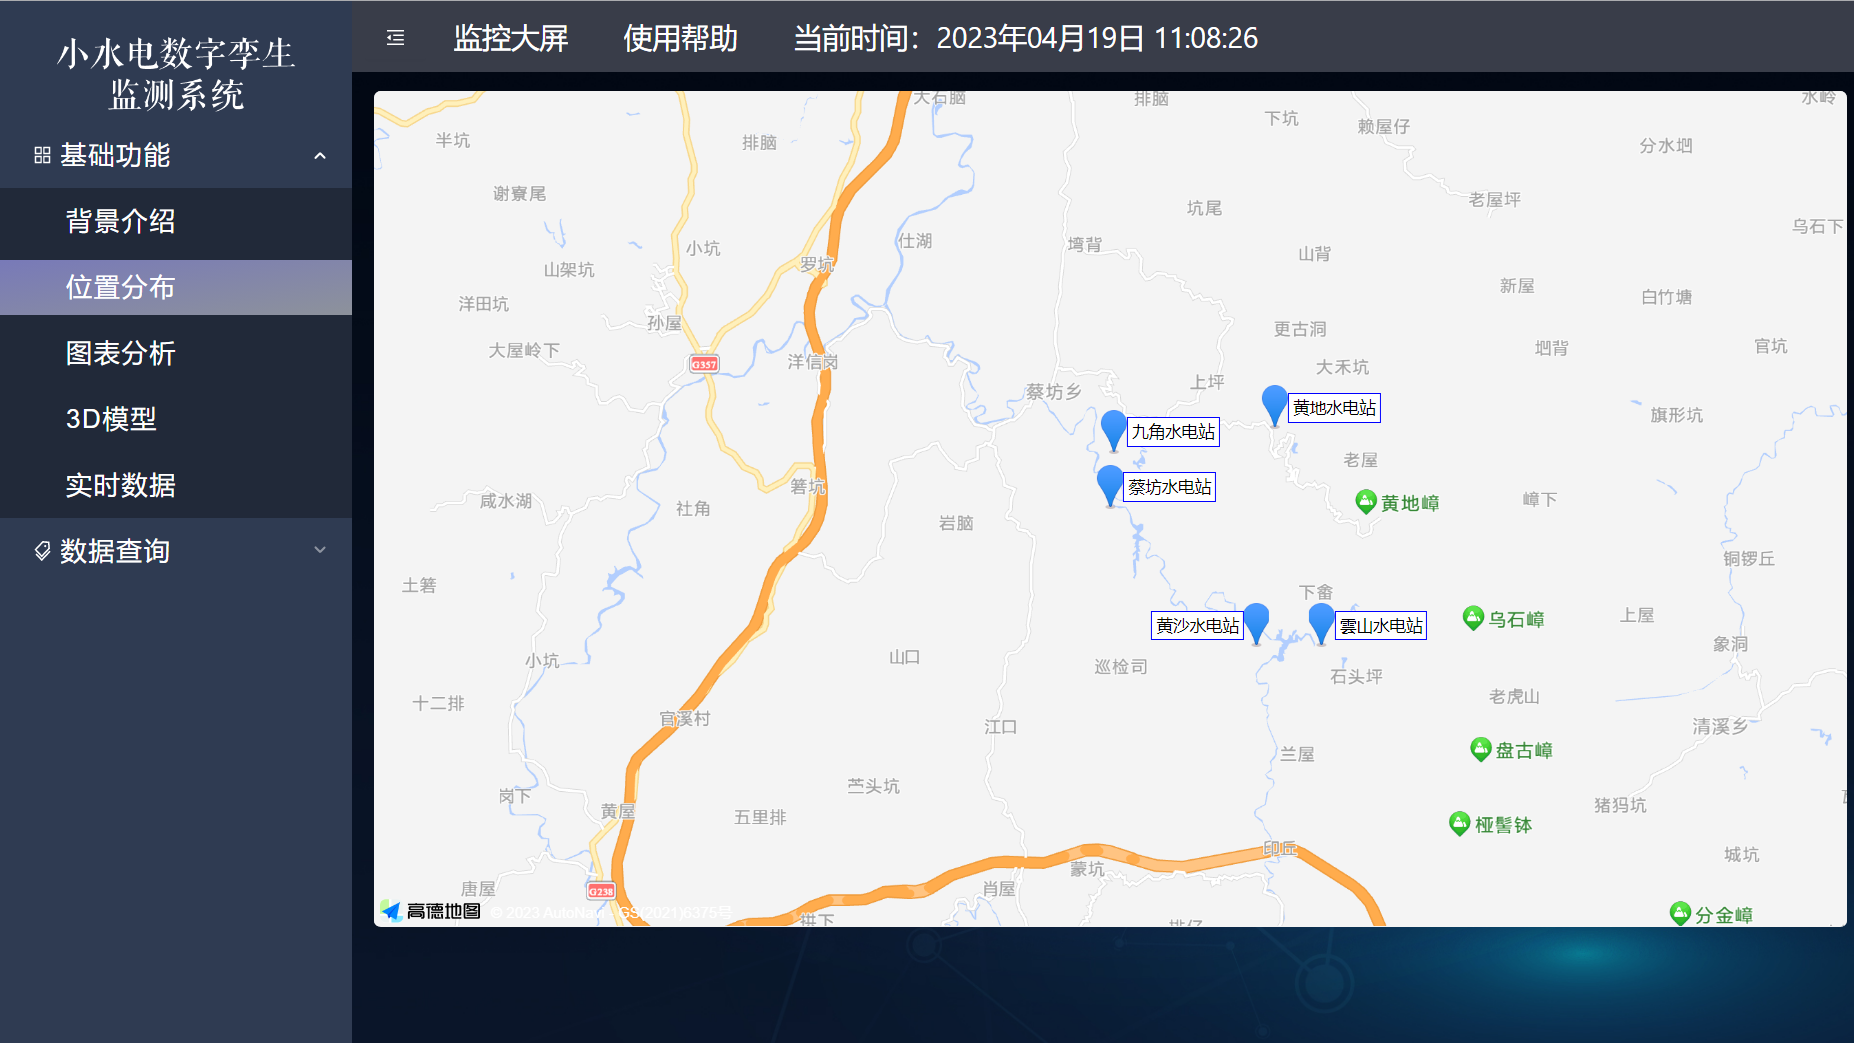 小水电数字孪生
监测系统
基础功能
背景介绍
位置分布
图表分析
3D模型
实时数据
数据查询
监控大屏 使用帮助 当前时间：2023年04月19日 11:08:26
大石脑 排脑 水岭
下坑 赖屋仔
半坑 排脑 分水垇
谢寮尾 老屋坪
坑尾 乌石下
小坑 仕湖 塆背 山背
山架坑 罗坑
新屋 白竹塘
洋田坑 孙屋 更古洞
大屋岭下 垇背 官坑
G357 洋信岗 大禾坑
蔡坊乡 上坪
黄地水电站 旗形坑
九角水电站
老屋
蔡坊水电站
箬坑
咸水湖 社角 黄地嶂 嶂下
岩脑
铜锣丘
土箬 下畲
黄沙水电站 雲山水电站 乌石嶂 上屋
象洞
小坑 山口 巡检司 石头坪
十二排 老虎山
官溪村 江口 清溪乡
兰屋 盘古嶂
岗下 苎头坑 猪犸坑
黄屋 五里排 桠髻钵
印丘 城坑
唐屋 G238 肖屋 蒙坑
高德地图 © 2023 AutoNavi - GS(2021)6375号
拱下 排仔 分金嶂